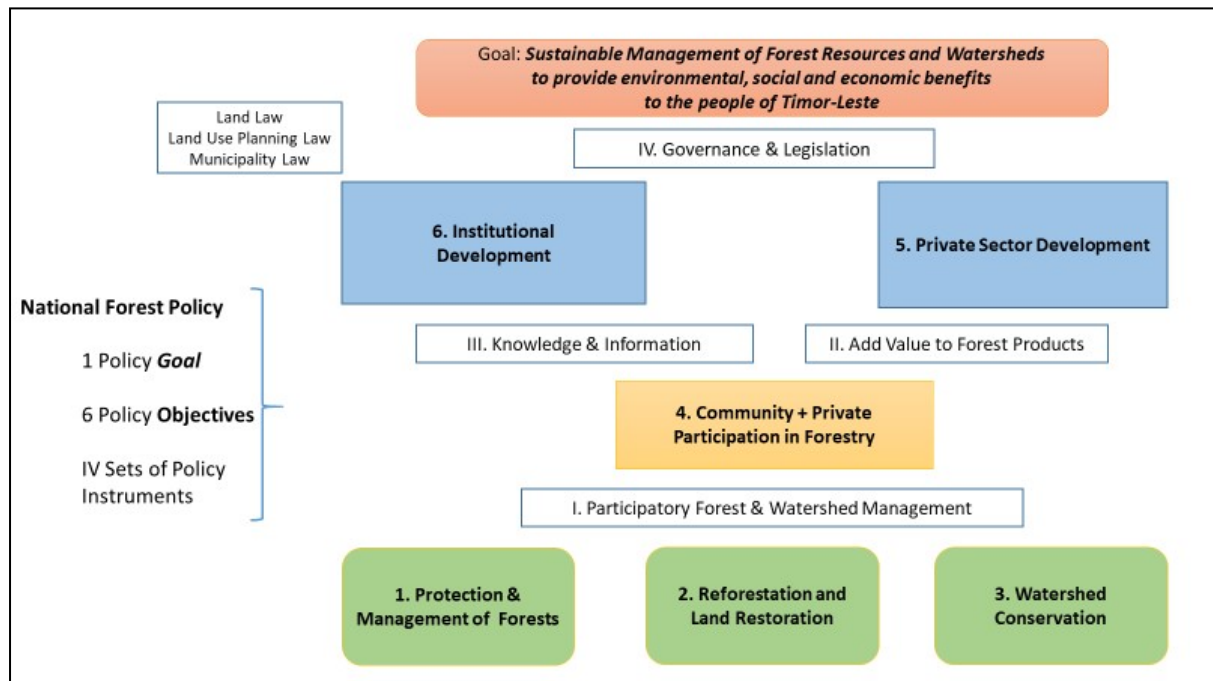 Goal: Sustainable Management of Forest Resources and Watersheds
to provide environmental, social and economic benefits
to the people of Timor-Leste
Land Law
Land Use Planning Law
Municipality Law
IV. Governance & Legislation
6. Institutional
Development
5. Private Sector Development
National Forest Policy
1 Policy Goal
6 Policy Objectives
IV Sets of Policy
Instruments
III. Knowledge & Information
II. Add Value to Forest Products
4. Community + Private
Participation in Forestry
I. Participatory Forest & Watershed Management
1. Protection &
Management of Forests
2. Reforestation and
Land Restoration
3. Watershed
Conservation